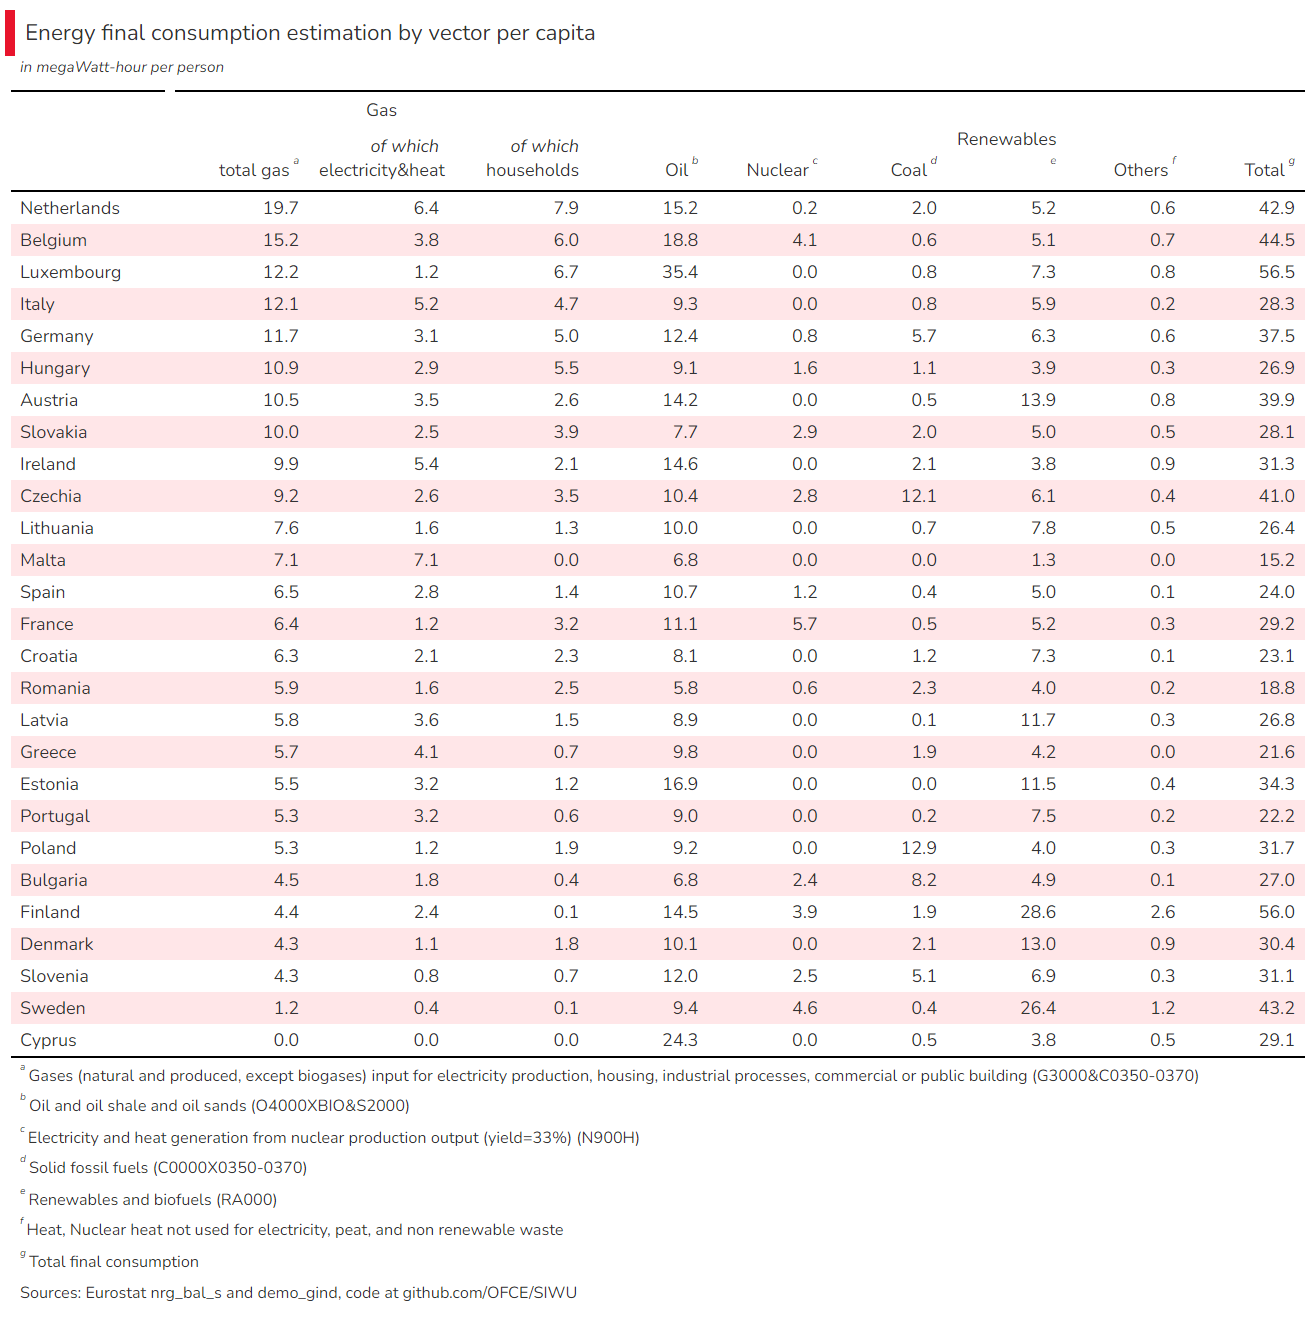 Energy final consumption estimation by vector per capita
in megaWatt-hour per person
Gas
of which of which Renewables
total gas a electricity&heat households Oil b Nuclear c Coal d e Others f Total g
Netherlands 19.7 6.4 7.9 15.2 0.2 2.0 5.2 0.6 42.9
Belgium 15.2 3.8 6.0 18.8 4.1 0.6 5.1 0.7 44.5
Luxembourg 12.2 1.2 6.7 35.4 0.0 0.8 7.3 0.8 56.5
Italy 12.1 5.2 4.7 9.3 0.0 0.8 5.9 0.2 28.3
Germany 11.7 3.1 5.0 12.4 0.8 5.7 6.3 0.6 37.5
Hungary 10.9 2.9 5.5 9.1 1.6 1.1 3.9 0.3 26.9
Austria 10.5 3.5 2.6 14.2 0.0 0.5 13.9 0.8 39.9
Slovakia 10.0 2.5 3.9 7.7 2.9 2.0 5.0 0.5 28.1
Ireland 9.9 5.4 2.1 14.6 0.0 2.1 3.8 0.9 31.3
Czechia 9.2 2.6 3.5 10.4 2.8 12.1 6.1 0.4 41.0
Lithuania 7.6 1.6 1.3 10.0 0.0 0.7 7.8 0.5 26.4
Malta 7.1 7.1 0.0 6.8 0.0 0.0 1.3 0.0 15.2
Spain 6.5 2.8 1.4 10.7 1.2 0.4 5.0 0.1 24.0
France 6.4 1.2 3.2 11.1 5.7 0.5 5.2 0.3 29.2
Croatia 6.3 2.1 2.3 8.1 0.0 1.2 7.3 0.1 23.1
Romania 5.9 1.6 2.5 5.8 0.6 2.3 4.0 0.2 18.8
Latvia 5.8 3.6 1.5 8.9 0.0 0.1 11.7 0.3 26.8
Greece 5.7 4.1 0.7 9.8 0.0 1.9 4.2 0.0 21.6
Estonia 5.5 3.2 1.2 16.9 0.0 0.0 11.5 0.4 34.3
Portugal 5.3 3.2 0.6 9.0 0.0 0.2 7.5 0.2 22.2
Poland 5.3 1.2 1.9 9.2 0.0 12.9 4.0 0.3 31.7
Bulgaria 4.5 1.8 0.4 6.8 2.4 8.2 4.9 0.1 27.0
Finland 4.4 2.4 0.1 14.5 3.9 1.9 28.6 2.6 56.0
Denmark 4.3 1.1 1.8 10.1 0.0 2.1 13.0 0.9 30.4
Slovenia 4.3 0.8 0.7 12.0 2.5 5.1 6.9 0.3 31.1
Sweden 1.2 0.4 0.1 9.4 4.6 0.4 26.4 1.2 43.2
Cyprus 0.0 0.0 0.0 24.3 0.0 0.5 3.8 0.5 29.1
a Gases (natural and produced, except biogases) input for electricity production, housing, industrial processes, commercial or public building (G3000&C0350-0370)
b Oil and oil shale and oil sands (O4000XBIO&S2000)
c Electricity and heat generation from nuclear production output (yield=33%) (N900H)
d Solid fossil fuels (C0000X0350-0370)
e Renewables and biofuels (RA000)
f Heat, Nuclear heat not used for electricity, peat, and non renewable waste
g Total final consumption
Sources: Eurostat nrg_bal_s and demo_gind, code at github.com/OFCE/SIWU